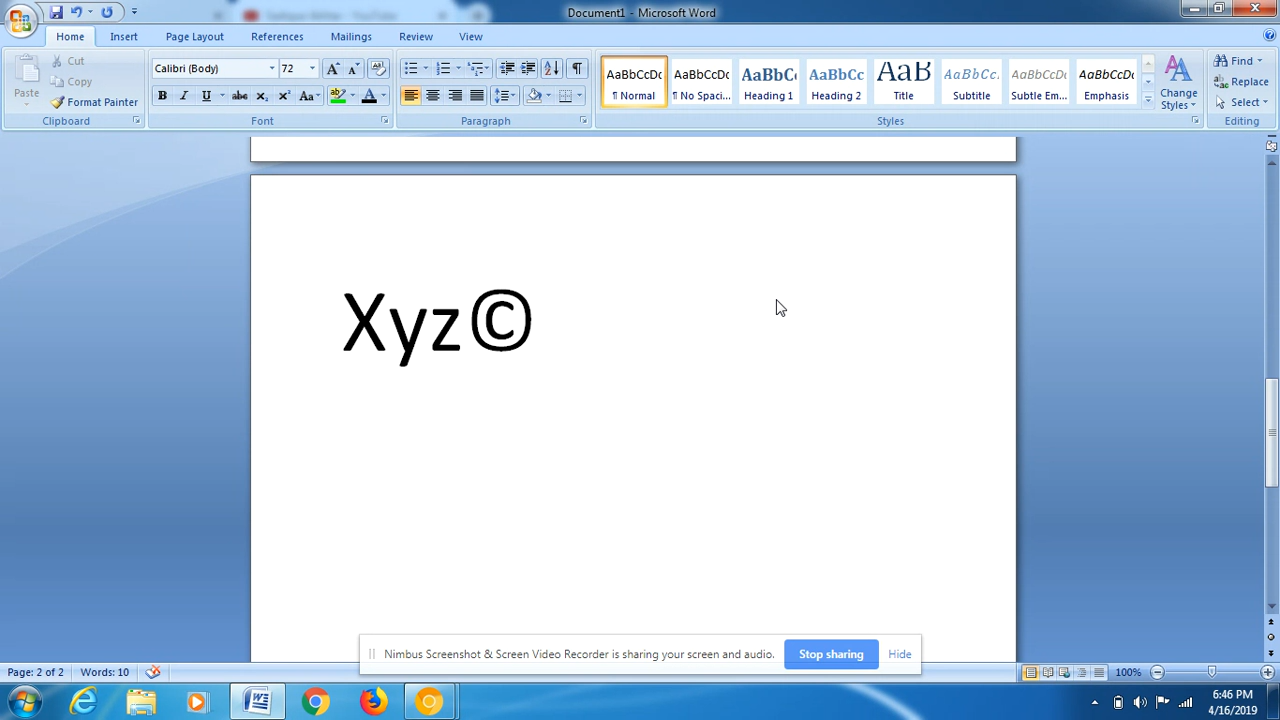 Document1 - Microsoft Word
Home Insert Page Layout References Mailings Review View
Paste
Cut
Copy
Format Painter
Clipboard
Calibri (Body) 72
Font
Paragraph
AaBbCcDc AaBbCcDc AaBbCc AaBbCc AaB AaBbCc. AaBbCcDc AaBbCcDc
¶ Normal ¶ No Spaci... Heading 1 Heading 2 Title Subtitle Subtle Em... Emphasis
Change Styles
Styles
Find
Replace
Select
Editing
Xyz©
Nimbus Screenshot & Screen Video Recorder is sharing your screen and audio. Stop sharing Hide
Page: 2 of 2 Words: 10 100%
6:46 PM
4/16/2019